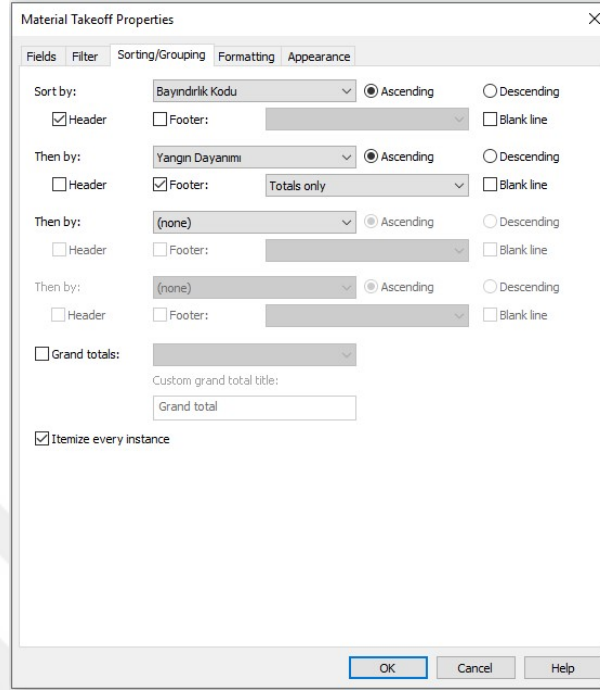 Material Takeoff Properties
Fields Filter Sorting/Grouping Formatting Appearance
Sort by: Bayındırlık Kodu Ascending Descending
Header Footer: Blank line
Then by: Yangın Dayanımı Ascending Descending
Header Footer: Totals only Blank line
Then by: (none) Ascending Descending
Header Footer: Blank line
Then by: (none) Ascending Descending
Header Footer: Blank line
Grand totals:
Custom grand total title:
Grand total
Itemize every instance
OK Cancel Help